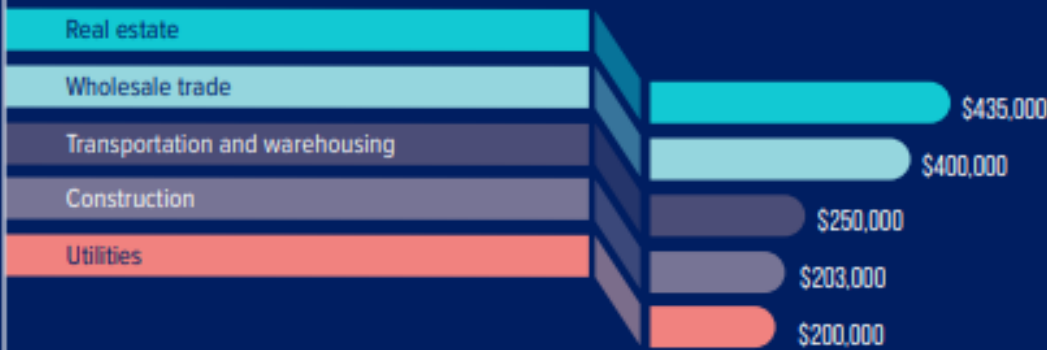 Real estate
Wholesale trade
Transportation and warehousing
Construction
Utilities
$435,000
$400,000
$250,000
$203,000
$200,000